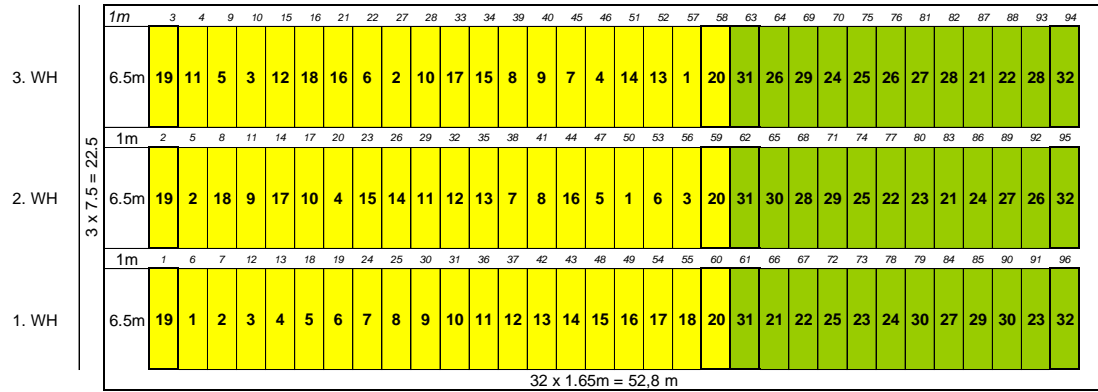 1m 3 4 9 10 15 16 21 22 27 28 33 34 39 40 45 46 51 52 57 58 63 64 69 70 75 76 81 82 87 88 93 94
3. WH 6.5m 19 11 5 3 12 18 16 6 2 10 17 15 8 9 7 4 14 13 1 20 31 26 29 24 25 26 27 28 21 22 28 32
1m 2 5 8 11 14 17 20 23 26 29 32 35 38 41 44 47 50 53 56 59 62 65 68 71 74 77 80 83 86 89 92 95
2. WH 6.5m 19 2 18 9 17 10 4 15 14 11 12 13 7 8 16 5 1 6 3 20 31 30 28 29 25 22 23 21 24 27 26 32
3 x 7.5 = 22.5
1m 1 6 7 12 13 18 19 24 25 30 31 36 37 42 43 48 49 54 55 60 61 66 67 72 73 78 79 84 85 90 91 96
1. WH 6.5m 19 1 2 3 4 5 6 7 8 9 10 11 12 13 14 15 16 17 18 20 31 21 22 25 23 24 30 27 29 30 23 32
32 x 1.65m = 52,8 m